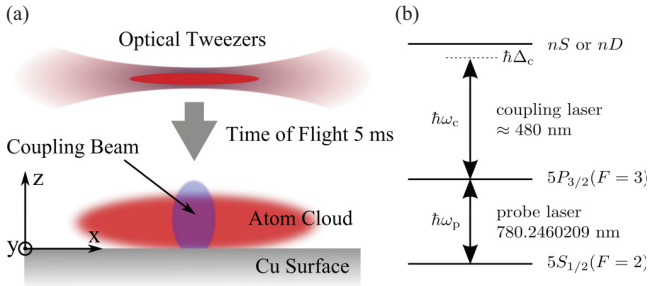 (a)
Optical Tweezers
Time of Flight 5 ms
Coupling Beam
z
Atom Cloud
y
x
Cu Surface
(b)
nS or nD
ħΔc
ħωc
coupling laser
≈ 480 nm
5P3/2(F = 3)
ħωp
probe laser
780.2460209 nm
5S1/2(F = 2)